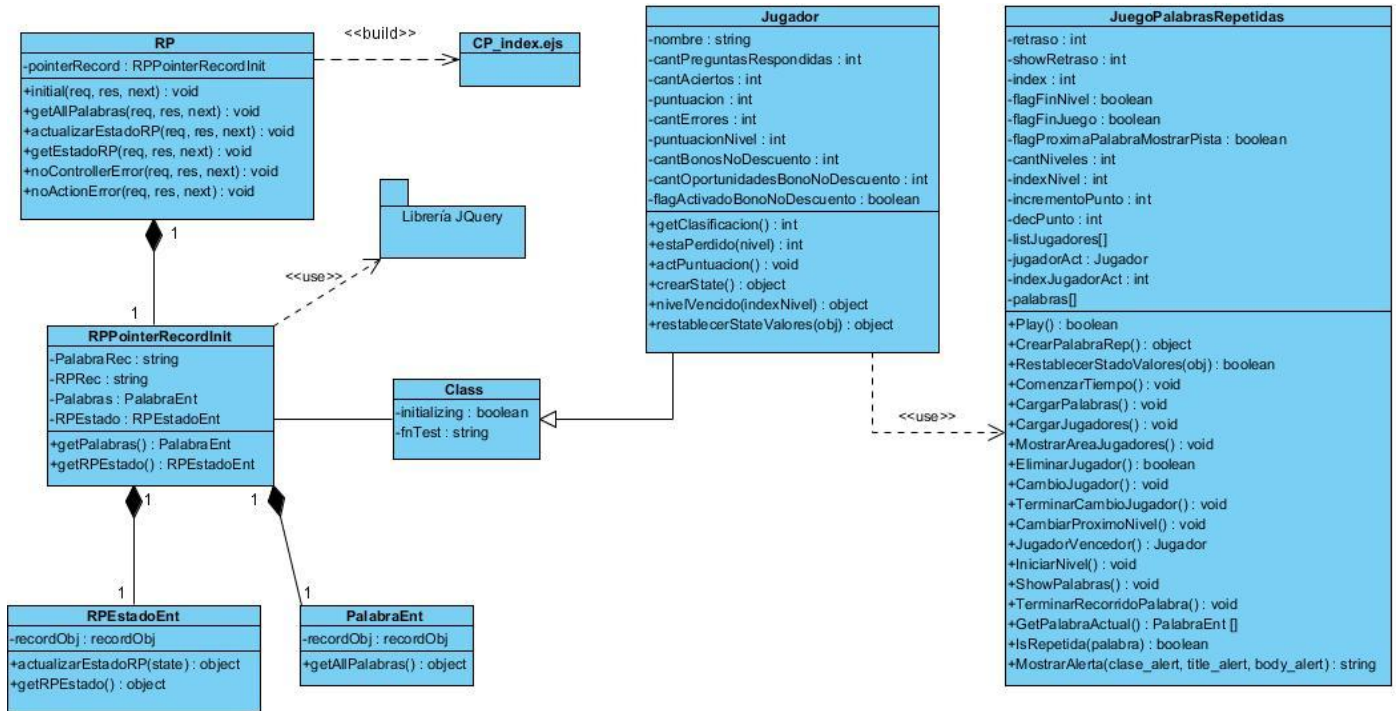 RP
-pointerRecord : RPPointerRecordInit
+initial(req, res, next) : void
+getAllPalabras(req, res, next) : void
+actualizarEstadoRP(req, res, next) : void
+getEstadoRP(req, res, next) : void
+noControllerError(req, res, next) : void
+noActionError(req, res, next) : void
<<build>>
CP_index.ejs
Jugador
-nombre : string
-cantPreguntasRespondidas : int
-cantAciertos : int
-puntuacion : int
-cantErrores : int
-puntuacionNivel : int
-cantBonosNoDescuento : int
-cantOportunidadesBonoNoDescuento : int
-flagActivadoBonoNoDescuento : boolean
+getClasificacion() : int
+estaPerdido(nivel) : int
+actPuntuacion() : void
+crearState() : object
+nivelVencido(indexNivel) : object
+restablecerStateValores(obj) : object
JuegoPalabrasRepetidas
-retraso : int
-showRetraso : int
-index : int
-flagFinNivel : boolean
-flagFinJuego : boolean
-flagProximaPalabraMostrarPista : boolean
-cantNiveles : int
-indexNivel : int
-incrementoPunto : int
-decPunto : int
-listJugadores[]
-jugadorAct : Jugador
-indexJugadorAct : int
-palabras[]
+Play() : boolean
+CrearPalabraRep() : object
+RestablecerStadoValores(obj) : boolean
+ComenzarTiempo() : void
+CargarPalabras() : void
+CargarJugadores() : void
+MostrarAreaJugadores() : void
+EliminarJugador() : boolean
+CambioJugador() : void
+TerminarCambioJugador() : void
+CambiarProximoNivel() : void
+JugadorVencedor() : Jugador
+IniciarNivel() : void
+ShowPalabras() : void
+TerminarRecorridoPalabra() : void
+GetPalabraActual() : PalabraEnt []
+IsRepetida(palabra) : boolean
+MostrarAlerta(clase_alert, title_alert, body_alert) : string
Librería JQuery
1
<<use>>
1
RPPointerRecordInit
-PalabraRec : string
-RPRec : string
-Palabras : PalabraEnt
-RPEstado : RPEstadoEnt
+getPalabras() : PalabraEnt
+getRPEstado() : RPEstadoEnt
Class
-initializing : boolean
-fnTest : string
<<use>>
1
1
1
1
RPEstadoEnt
-recordObj : recordObj
+actualizarEstadoRP(state) : object
+getRPEstado() : object
PalabraEnt
-recordObj : recordObj
+getAllPalabras() : object